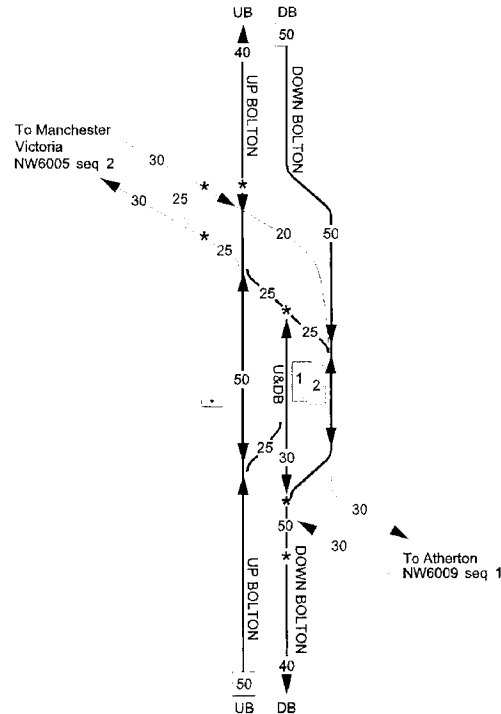 UB DB
40 50
UP BOLTON
DOWN BOLTON
To Manchester
Victoria
NW6005 seq 2
30
* *
25
30
*
25
20
50
25
*
25
50
U&DB
1
2
25
30
*
50
30
30
*
To Atherton
NW6009 seq 1
UP BOLTON
DOWN BOLTON
50 40
UB DB